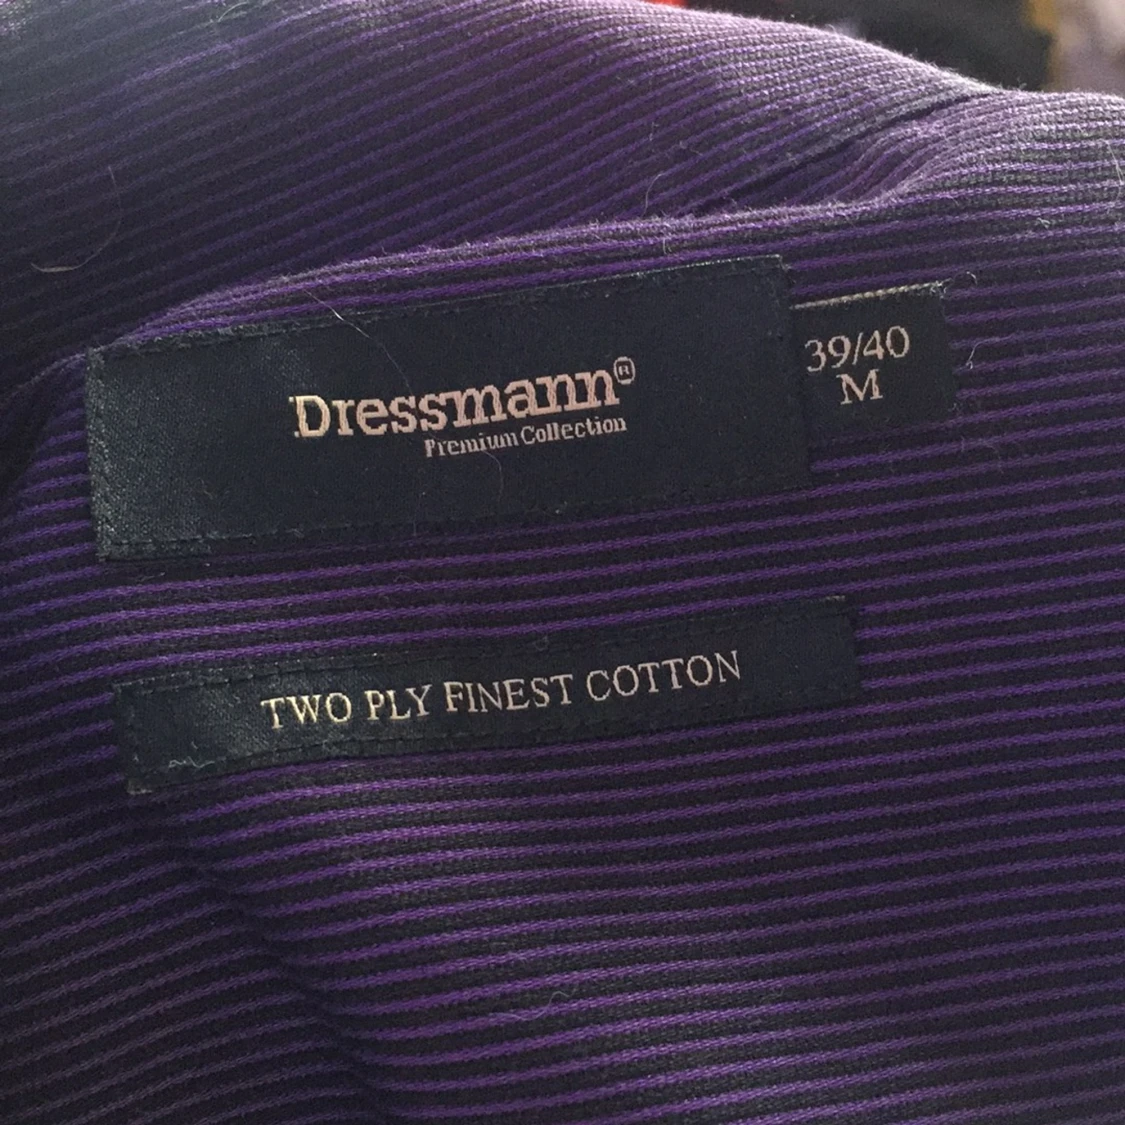 Dressmann®
Premium Collection
39/40
M
TWO PLY FINEST COTTON